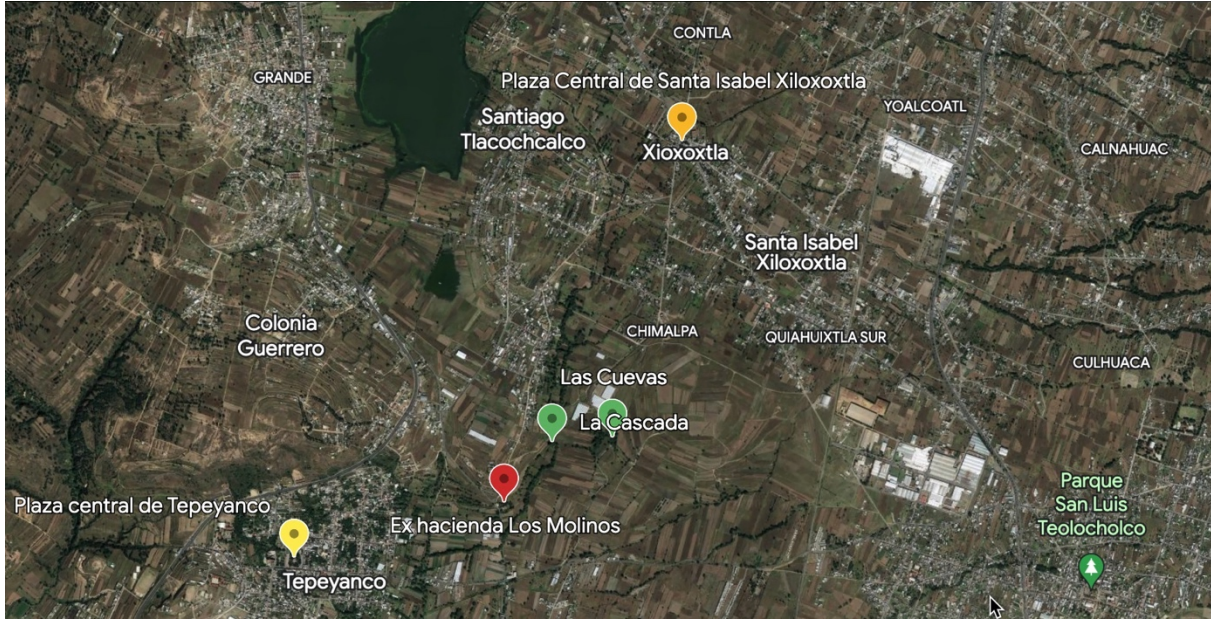 CONTLA
GRANDE
Plaza Central de Santa Isabel Xiloxoxtla
YOALCOATL
Santiago
Tlacochcalco
Xioxoxtla
CALNAHUAC
Santa Isabel
Xiloxoxtla
Colonia
Guerrero
CHIMALPA
QUIAHUIXTLA SUR
CULHUACA
Las Cuevas
La Cascada
Parque
San Luis
Teolocholco
Plaza central de Tepeyanco
Ex hacienda Los Molinos
Tepeyanco